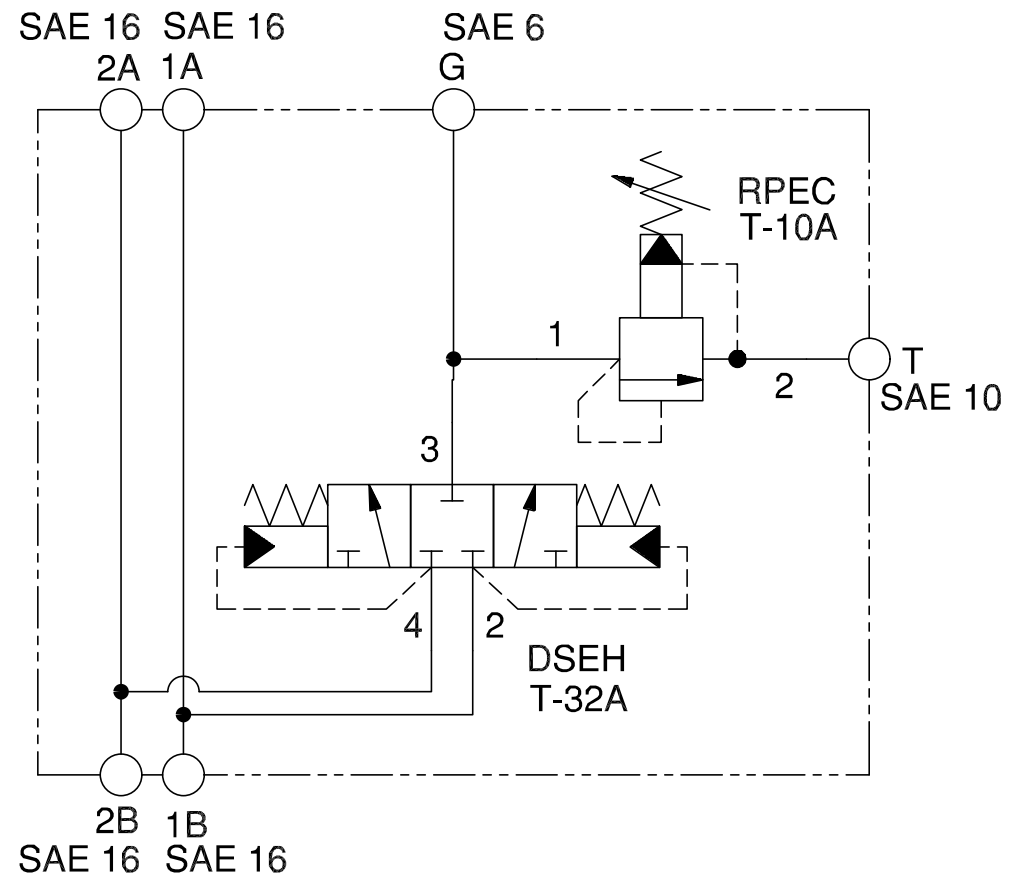 SAE 16 SAE 16 SAE 6
2A 1A G
RPEC
T-10A
1
T
2
SAE 10
3
4 2
DSEH
T-32A
2B 1B
SAE 16 SAE 16